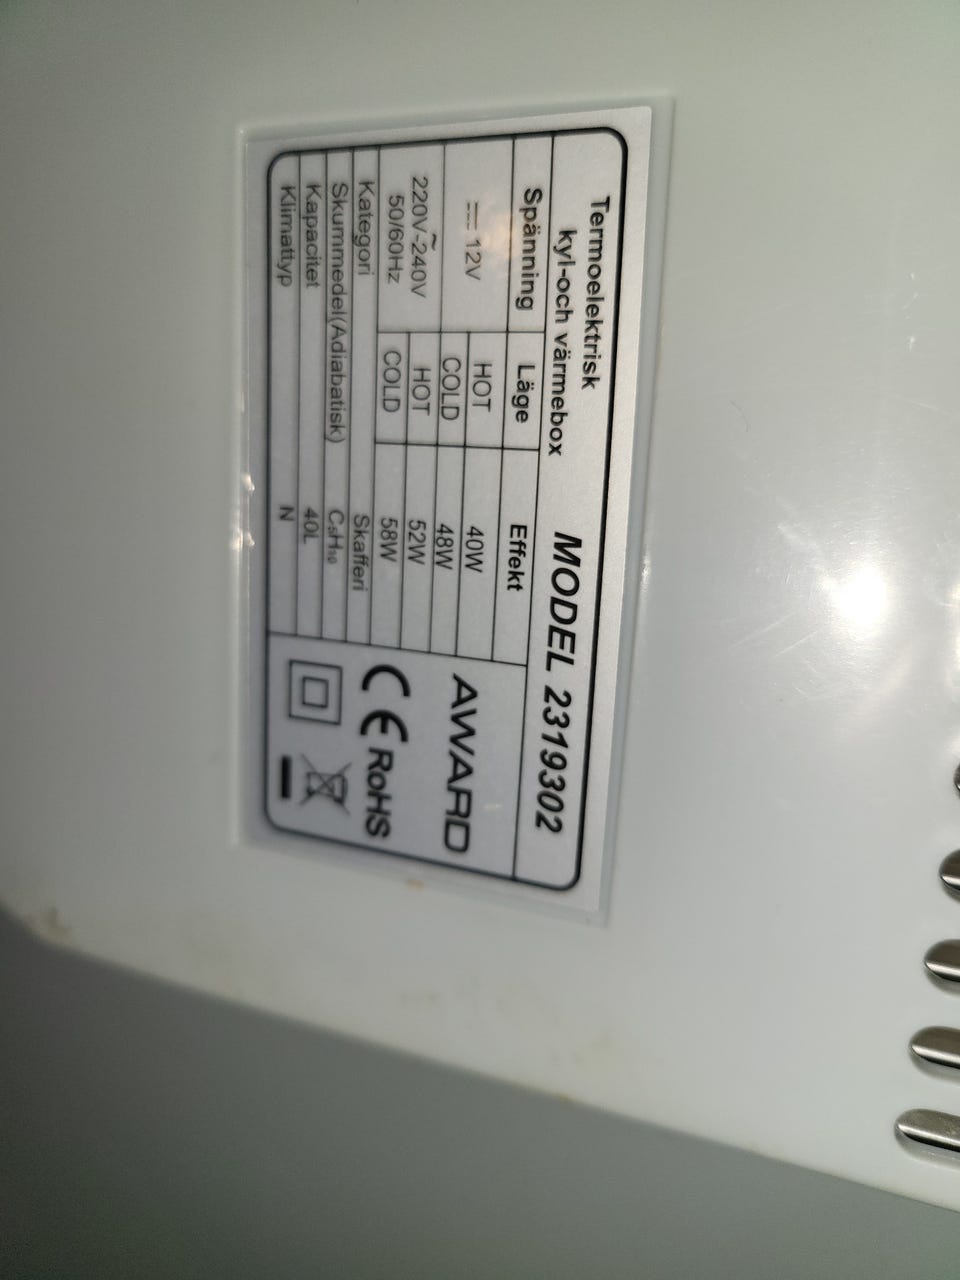 Termoelektrisk
kyl-och värmebox
MODEL 2319302
Spänning Läge Effekt
⎓ 12V HOT 40W
COLD 48W
220V~240V HOT 52W
50/60Hz COLD 58W
Kategori Skafferi
Skummedel(Adiabatisk) C₅H₁₀
Kapacitet 40L
Klimattyp N
AWARD
CE RoHS